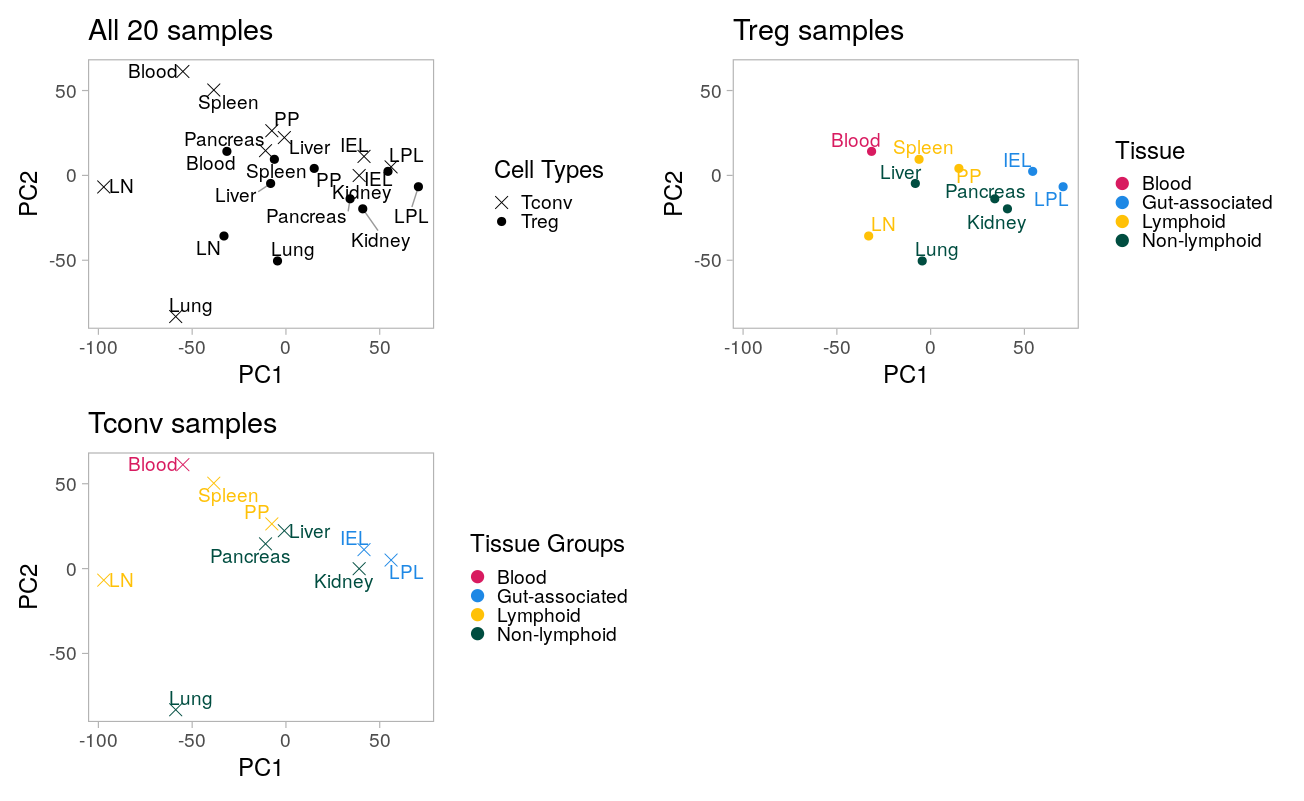 All 20 samples
PC2
50
0
-50
Blood
Spleen
PP
Pancreas
Liver
IEL
LPL
Blood
Spleen
PP
IEL
LN
Liver
Kidney
Pancreas
LPL
Kidney
LN
Lung
Lung
-100
-50
0
50
PC1
Cell Types
Tconv
Treg
Treg samples
PC2
50
0
-50
Blood
Spleen
IEL
Liver
PP
Pancreas
LPL
Kidney
LN
Lung
-100
-50
0
50
PC1
Tissue
Blood
Gut-associated
Lymphoid
Non-lymphoid
Tconv samples
PC2
50
0
-50
Blood
Spleen
PP
Liver
IEL
Pancreas
LPL
LN
Kidney
Lung
-100
-50
0
50
PC1
Tissue Groups
Blood
Gut-associated
Lymphoid
Non-lymphoid